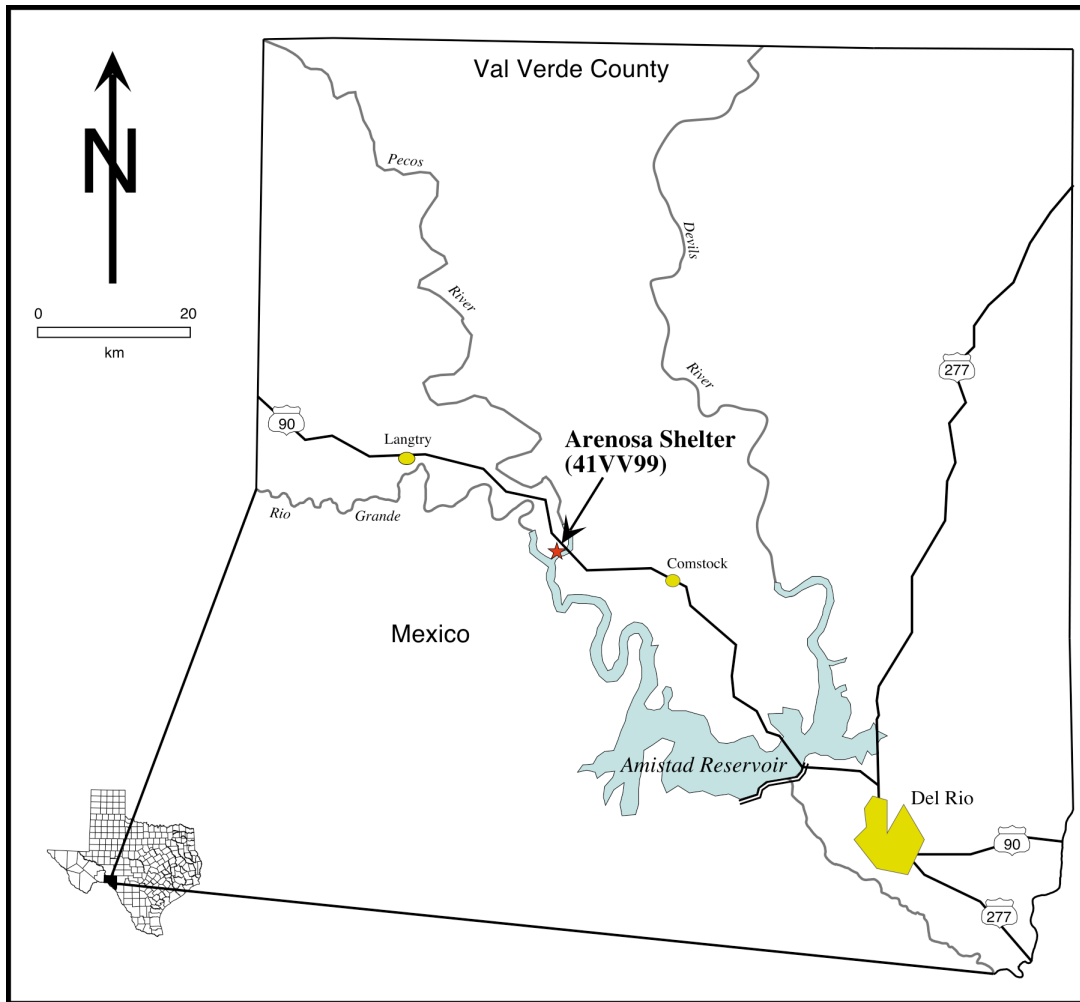 Val Verde County
N
Pecos
Devils
0 20
km
River
River
277
90
Langtry
Arenosa Shelter
(41VV99)
Rio
Grande
Comstock
Mexico
Amistad Reservoir
Del Rio
90
277